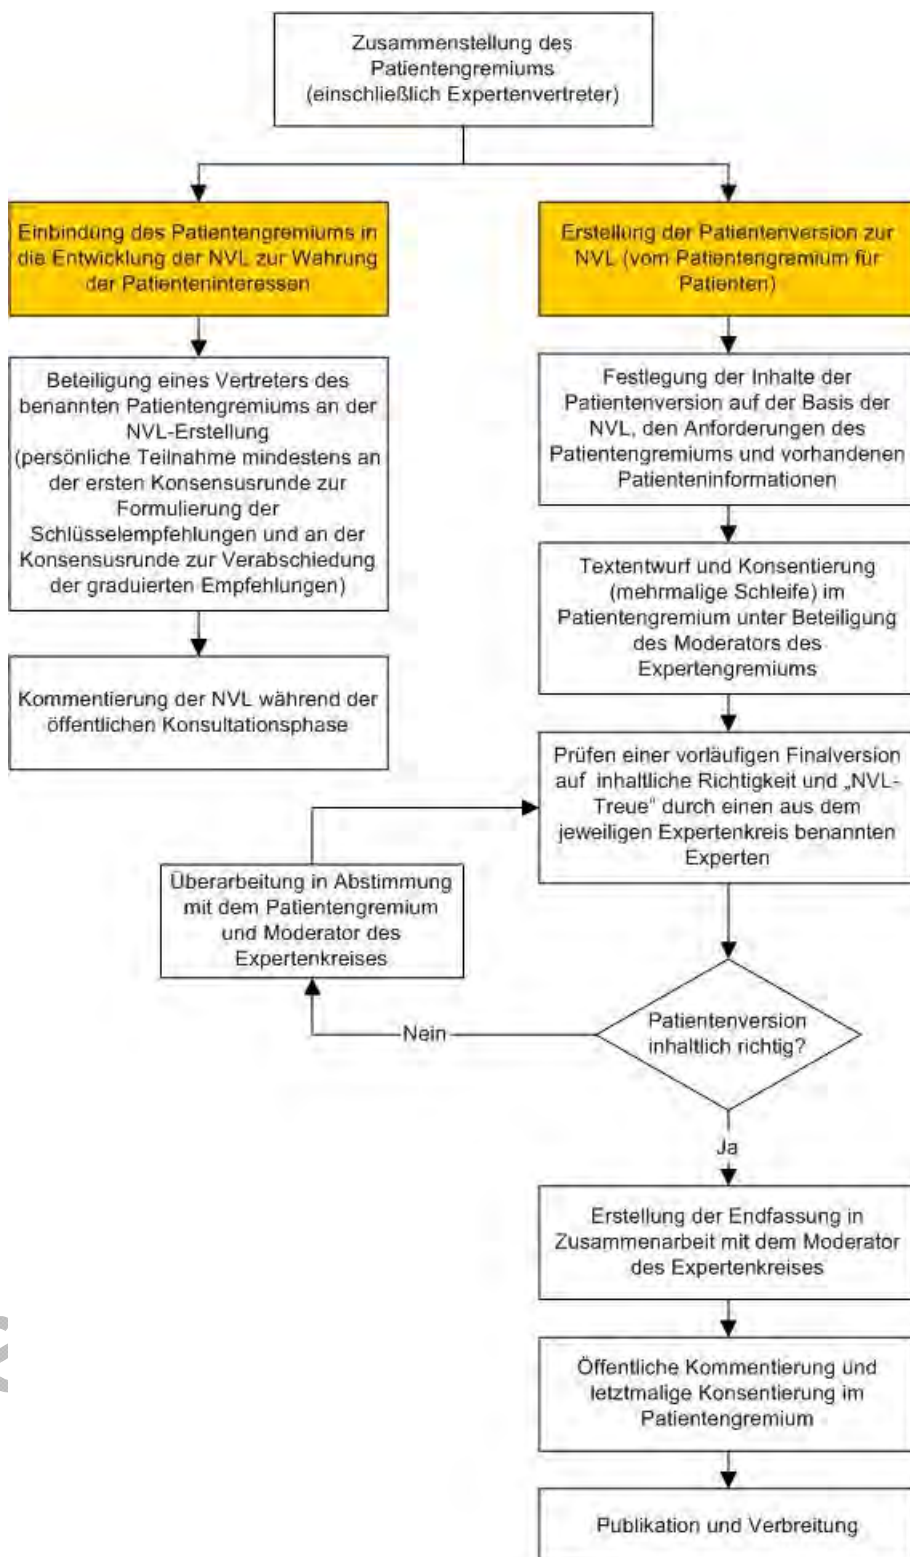 Zusammenstellung des
Patientengremiums
(einschließlich Expertenvertreter)
Einbindung des Patientengremiums in
die Entwicklung der NVL zur Wahrung
der Patienteninteressen
Beteiligung eines Vertreters des
benannten Patientengremiums an der
NVL-Erstellung
(persönliche Teilnahme mindestens an
der ersten Konsensusrunde zur
Formulierung der
Schlüsselempfehlungen und an der
Konsensusrunde zur Verabschiedung
der graduierten Empfehlungen)
Kommentierung der NVL während der
öffentlichen Konsultationsphase
Erstellung der Patientenversion zur
NVL (vom Patientengremium für
Patienten)
Festlegung der Inhalte der
Patientenversion auf der Basis der
NVL, den Anforderungen des
Patientengremiums und vorhandenen
Patienteninformationen
Textentwurf und Konsentierung
(mehrmalige Schleife) im
Patientengremium unter Beteiligung
des Moderators des
Expertengremiums
Prüfen einer vorläufigen Finalversion
auf inhaltliche Richtigkeit und „NVL-
Treue“ durch einen aus dem
jeweiligen Expertenkreis benannten
Experten
Überarbeitung in Abstimmung
mit dem Patientengremium
und Moderator des
Expertenkreises
Patientenversion
inhaltlich richtig?
Nein
Ja
Erstellung der Endfassung in
Zusammenarbeit mit dem Moderator
des Expertenkreises
Öffentliche Kommentierung und
letztmalige Konsentierung im
Patientengremium
Publikation und Verbreitung